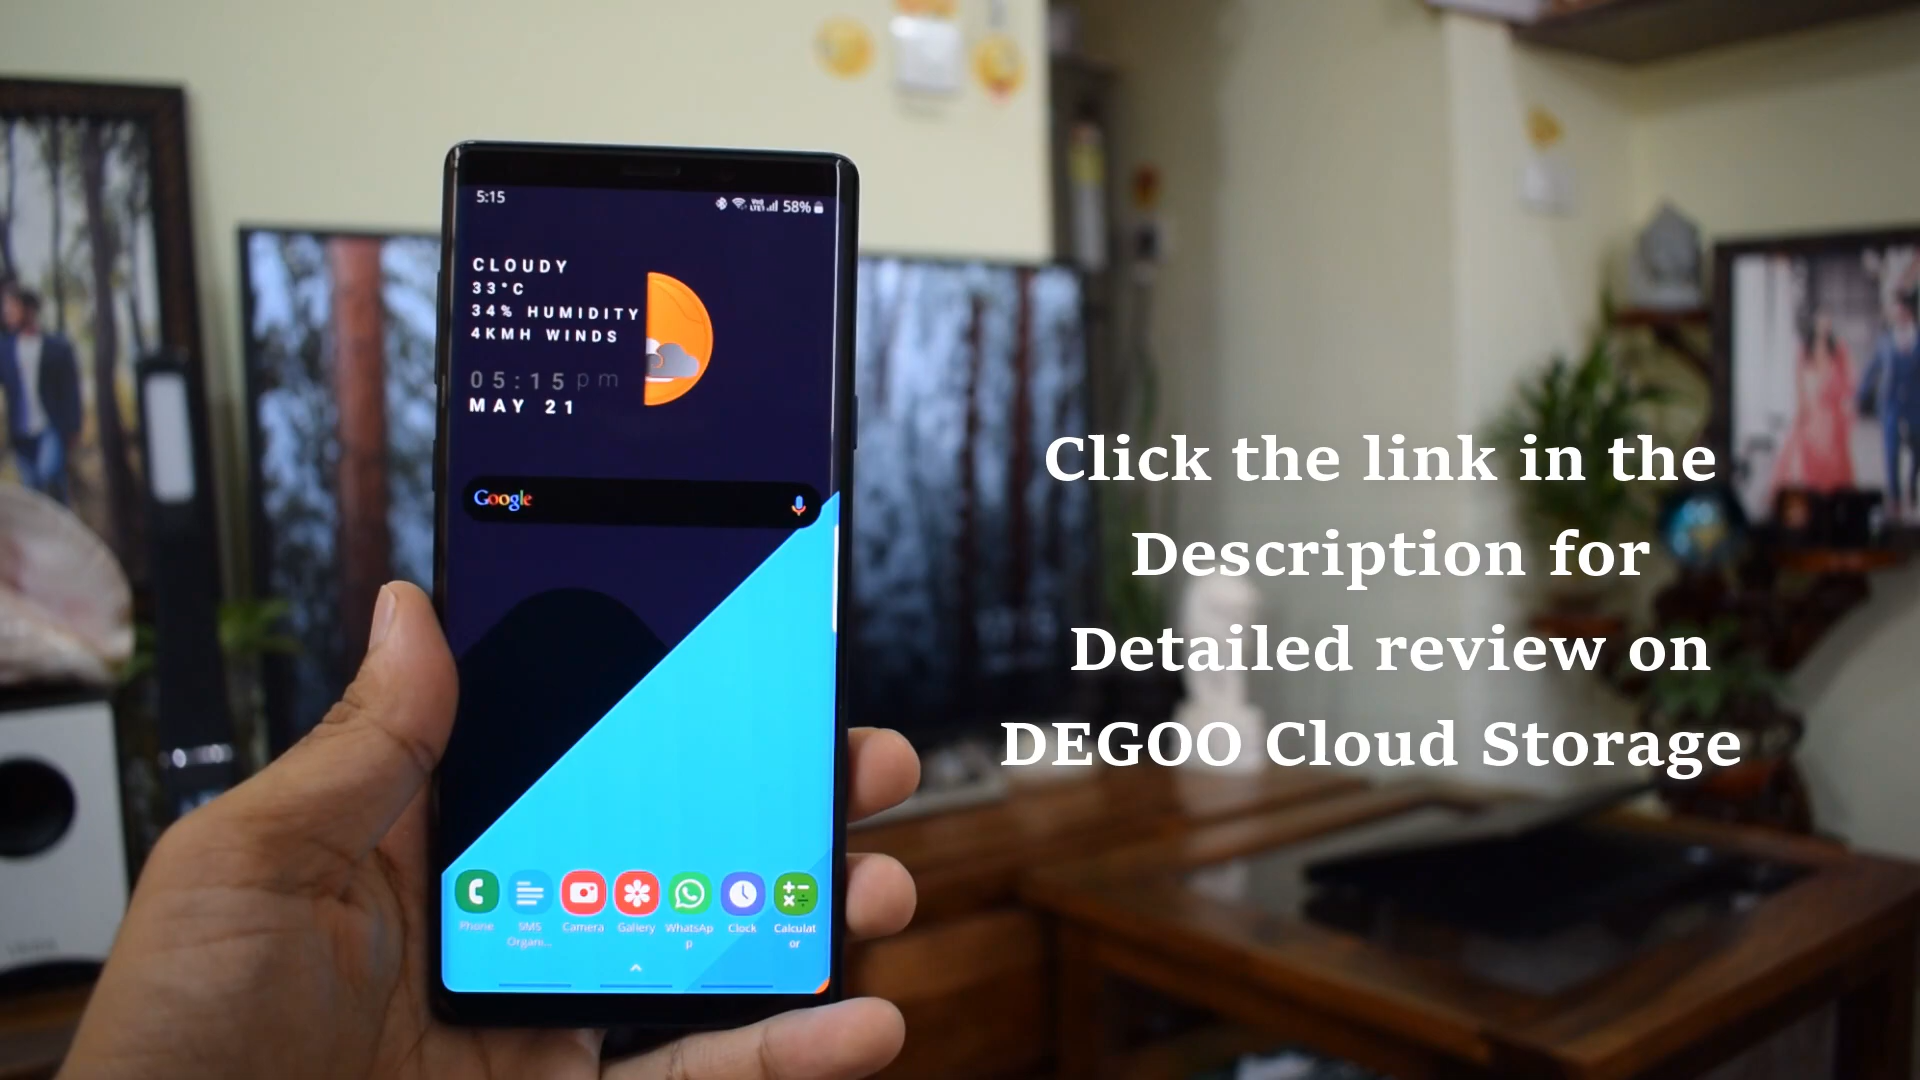 5:15
58%
CLOUDY
33°C
34% HUMIDITY
4KMH WINDS
05:15 pm
MAY 21
Google
Phone
SMS
Organi...
Camera
Gallery
WhatsAp
p
Clock
Calculat
or
Click the link in the
Description for
Detailed review on
DEGOO Cloud Storage